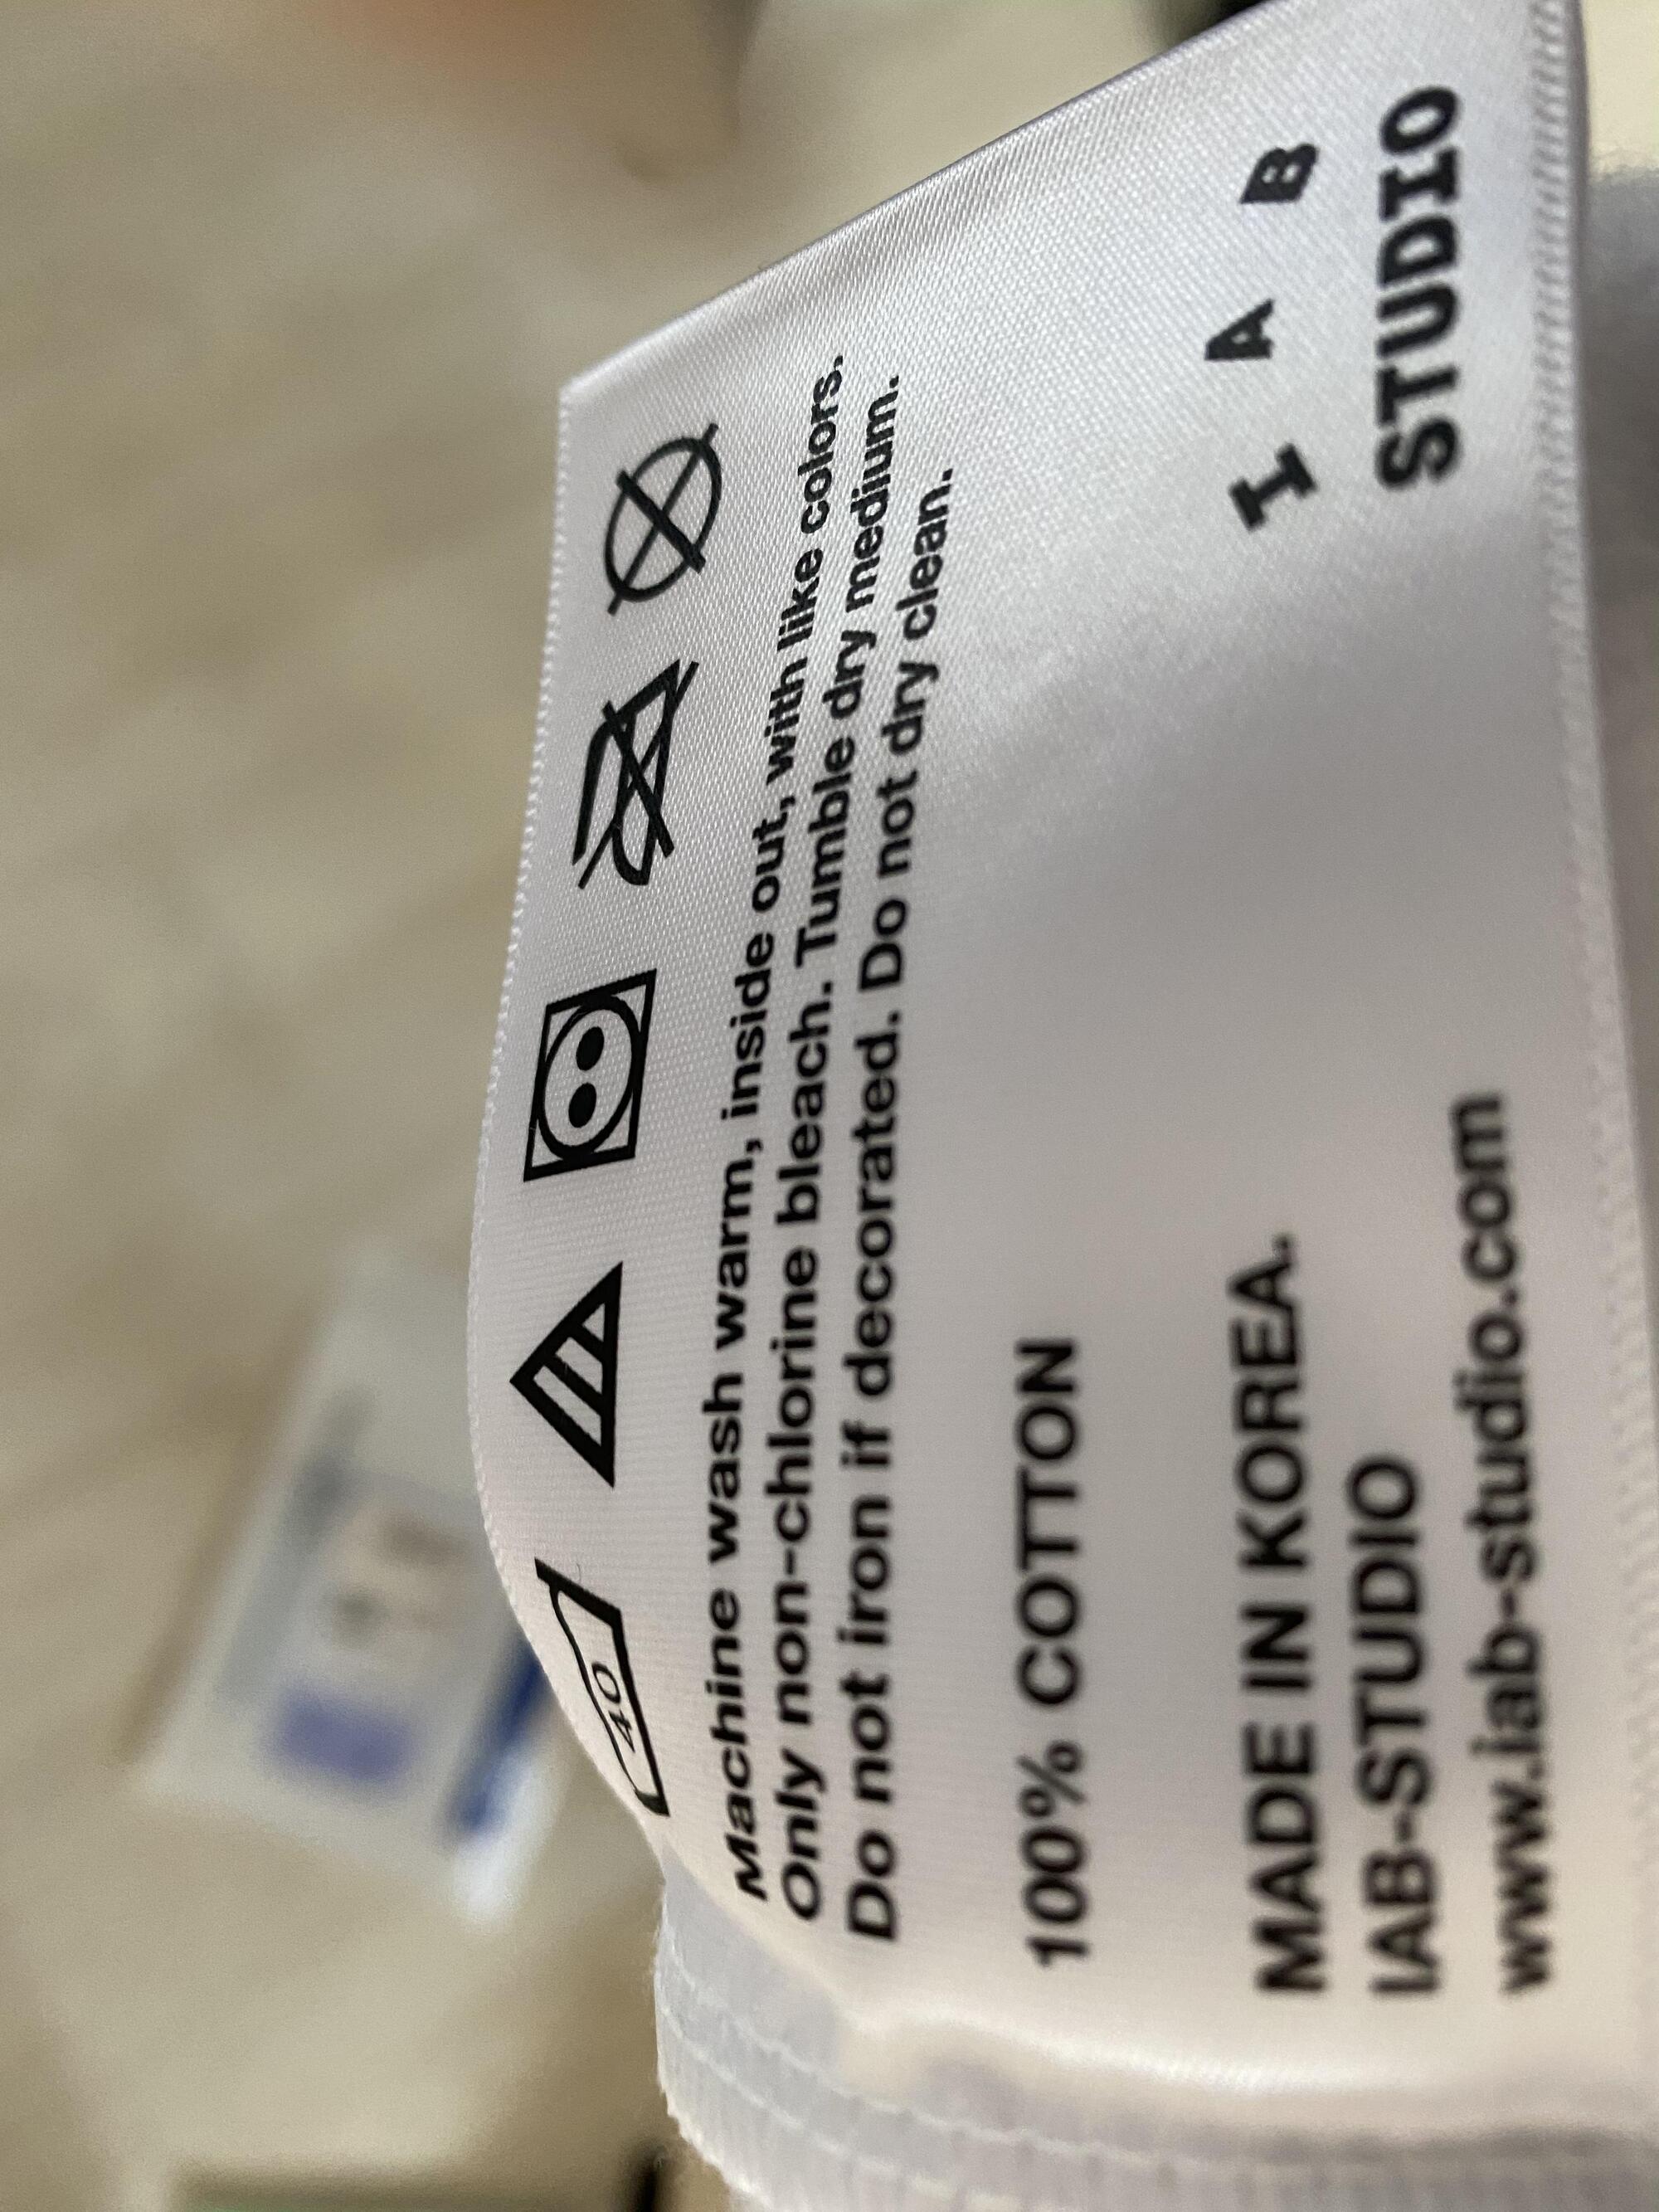 40
Machine wash warm, inside out, with like colors.
Only non-chlorine bleach. Tumble dry medium.
Do not iron if decorated. Do not dry clean.
100% COTTON
MADE IN KOREA.
IAB-STUDIO
www.iab-studio.com
I A B
STUDIO